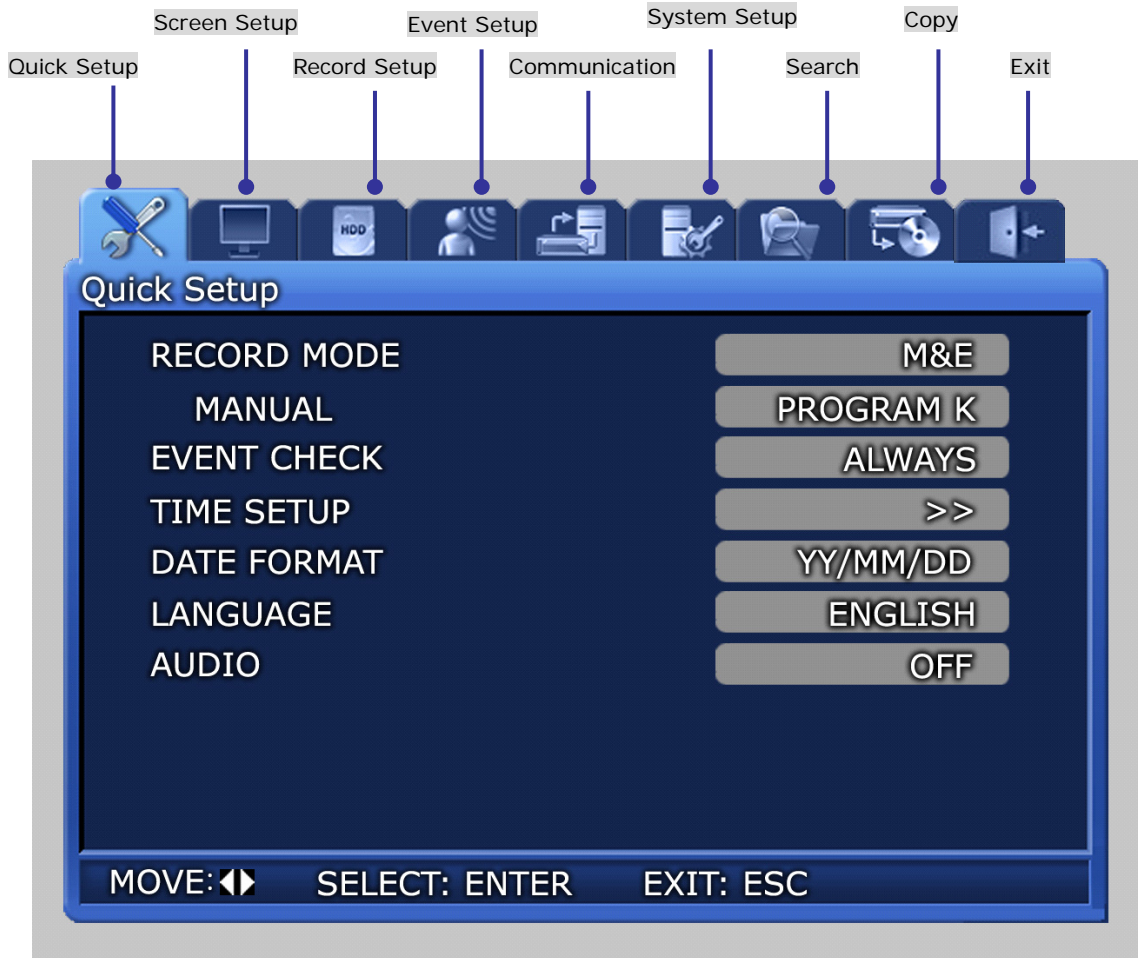 Screen Setup Event Setup System Setup Copy
Quick Setup Record Setup Communication Search Exit
HDD
Quick Setup
RECORD MODE M&E
MANUAL PROGRAM K
EVENT CHECK ALWAYS
TIME SETUP >>
DATE FORMAT YY/MM/DD
LANGUAGE ENGLISH
AUDIO OFF
MOVE: SELECT: ENTER EXIT: ESC